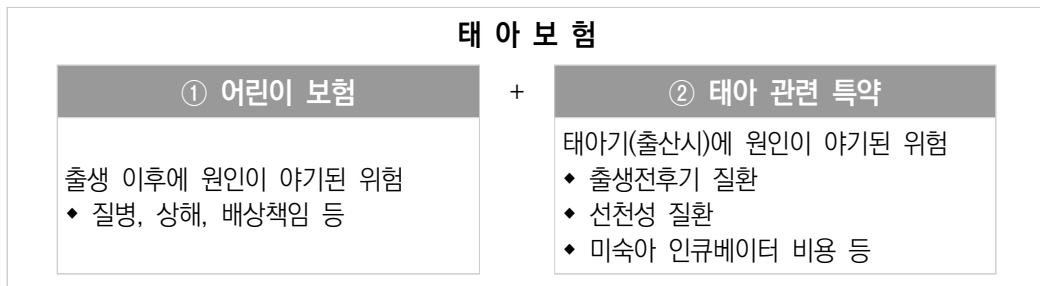 태 아 보 험
① 어린이 보험
+
② 태아 관련 특약
출생 이후에 원인이 야기된 위험
◆ 질병, 상해, 배상책임 등
태아기(출산시)에 원인이 야기된 위험
◆ 출생전후기 질환
◆ 선천성 질환
◆ 미숙아 인큐베이터 비용 등